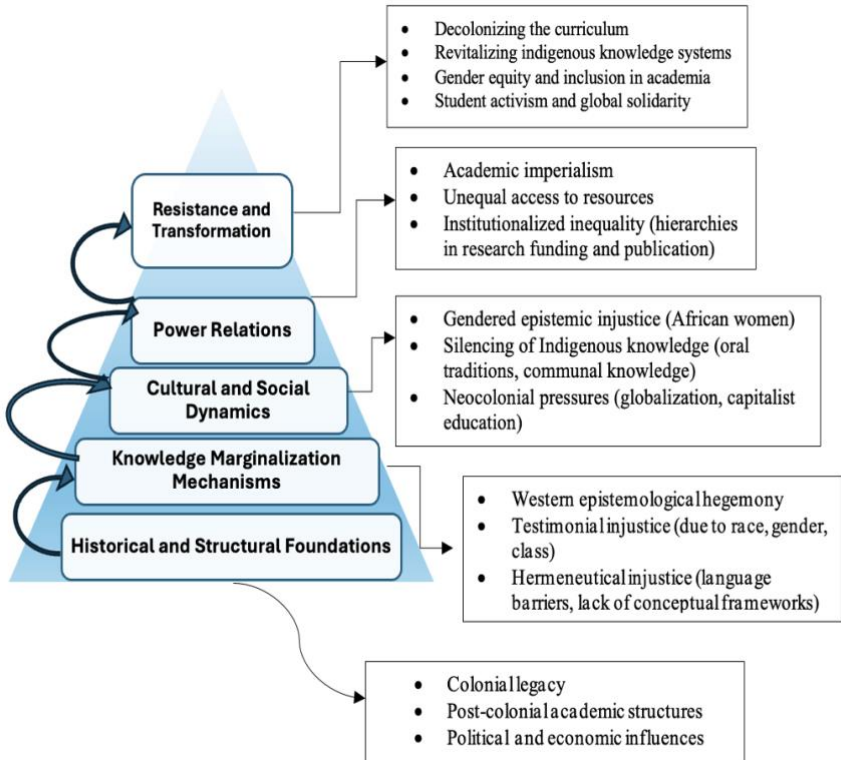 • Decolonizing the curriculum
• Revitalizing indigenous knowledge systems
• Gender equity and inclusion in academia
• Student activism and global solidarity
Resistance and
Transformation
• Academic imperialism
• Unequal access to resources
• Institutionalized inequality (hierarchies
in research funding and publication)
Power Relations
• Gendered epistemic injustice (African women)
• Silencing of Indigenous knowledge (oral
traditions, communal knowledge)
• Neocolonial pressures (globalization, capitalist
education)
Cultural and Social
Dynamics
Knowledge Marginalization
Mechanisms
• Western epistemological hegemony
• Testimonial injustice (due to race, gender,
class)
• Hermeneutical injustice (language
barriers, lack of conceptual frameworks)
Historical and Structural Foundations
• Colonial legacy
• Post-colonial academic structures
• Political and economic influences